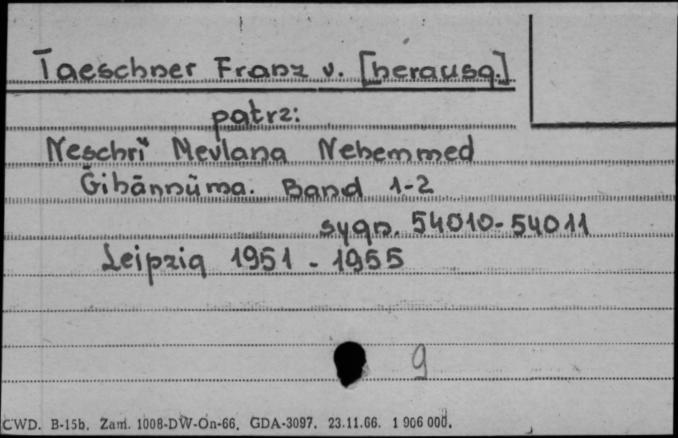 Taeschner Franz v. [herausg.]
patrz:
Neschri Mevlana Nehemmed
Ğihānnüma. Band 1-2
sygn. 54010-54011
Leipzig 1951 - 1955
9
CWD. B-15b. Zam. 1008-DW-On-66. GDA-3097. 23.11.66. 1 906 000.